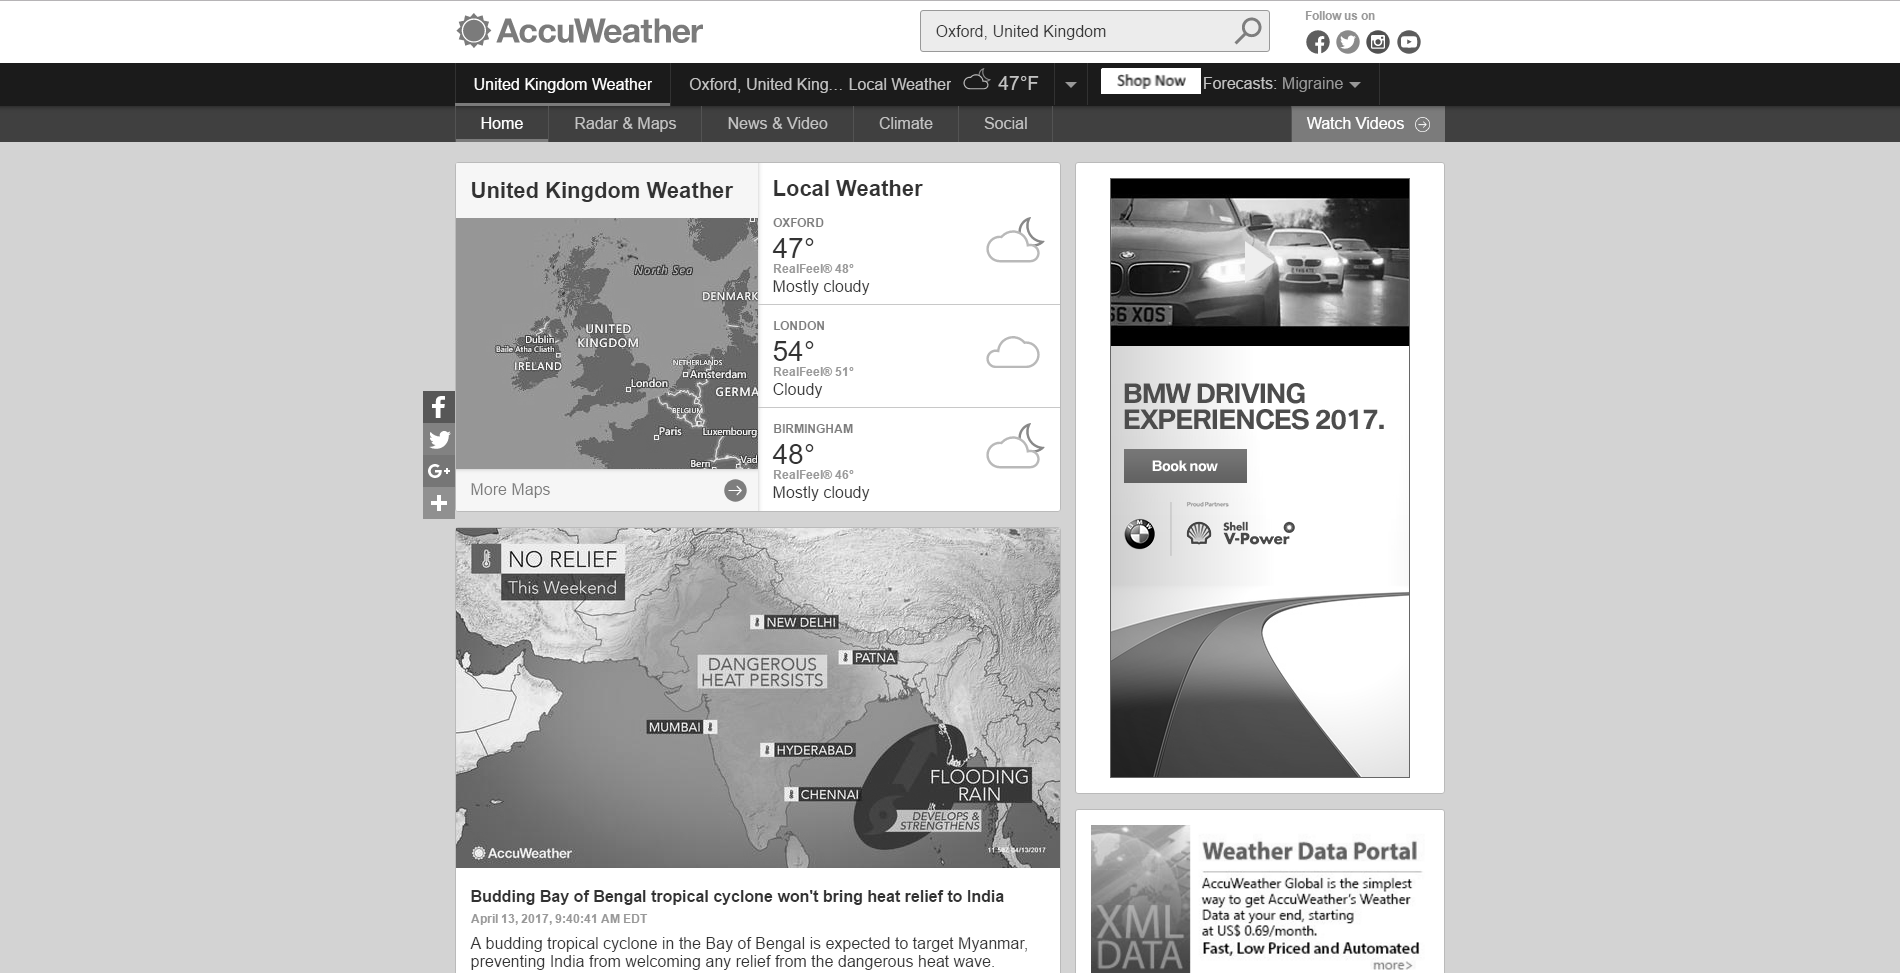 AccuWeather
Oxford, United Kingdom
Follow us on
United Kingdom Weather
Oxford, United King... Local Weather 47°F
Shop Now
Forecasts: Migraine
Home
Radar & Maps
News & Video
Climate
Social
Watch Videos
United Kingdom Weather
North Sea
DENMARK
UNITED
KINGDOM
Dublin
Baile Atha Cliath
IRELAND
NETHERLANDS
Amsterdam
London
GERMA
BELGIUM
Paris
Luxembourg
Bern
Vad
More Maps
Local Weather
OXFORD
47°
RealFeel® 48°
Mostly cloudy
LONDON
54°
RealFeel® 51°
Cloudy
BIRMINGHAM
48°
RealFeel® 46°
Mostly cloudy
G+
NO RELIEF
This Weekend
NEW DELHI
PATNA
DANGEROUS
HEAT PERSISTS
MUMBAI
HYDERABAD
CHENNAI
FLOODING
RAIN
DEVELOPS &
STRENGTHENS
AccuWeather
Budding Bay of Bengal tropical cyclone won't bring heat relief to India
April 13, 2017, 9:40:41 AM EDT
A budding tropical cyclone in the Bay of Bengal is expected to target Myanmar,
preventing India from welcoming any relief from the dangerous heat wave.
66 XOS
BMW DRIVING
EXPERIENCES 2017.
Book now
Proud Partners
BMW
Shell
V-Power
XML
DATA
Weather Data Portal
AccuWeather Global is the simplest
way to get AccuWeather's Weather
Data at your end, starting
at US$ 0.69/month.
Fast, Low Priced and Automated
more>